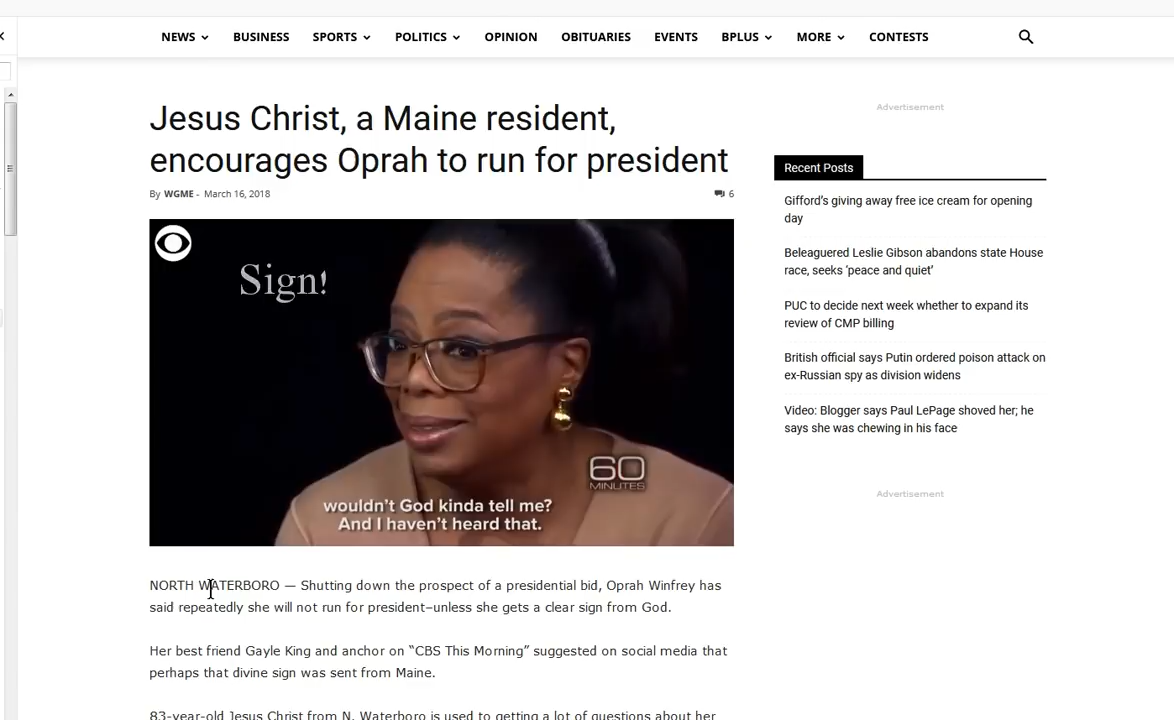 NEWS BUSINESS SPORTS POLITICS OPINION OBITUARIES EVENTS BPLUS MORE CONTESTS
Jesus Christ, a Maine resident,
encourages Oprah to run for president
By WGME - March 16, 2018 6
Sign!
60
MINUTES
wouldn't God kinda tell me?
And I haven't heard that.
NORTH WATERBORO — Shutting down the prospect of a presidential bid, Oprah Winfrey has
said repeatedly she will not run for president–unless she gets a clear sign from God.
Her best friend Gayle King and anchor on “CBS This Morning” suggested on social media that
perhaps that divine sign was sent from Maine.
83-year-old Jesus Christ from N. Waterboro is used to getting a lot of questions about her
Advertisement
Recent Posts
Gifford's giving away free ice cream for opening
day
Beleaguered Leslie Gibson abandons state House
race, seeks ‘peace and quiet’
PUC to decide next week whether to expand its
review of CMP billing
British official says Putin ordered poison attack on
ex-Russian spy as division widens
Video: Blogger says Paul LePage shoved her; he
says she was chewing in his face
Advertisement